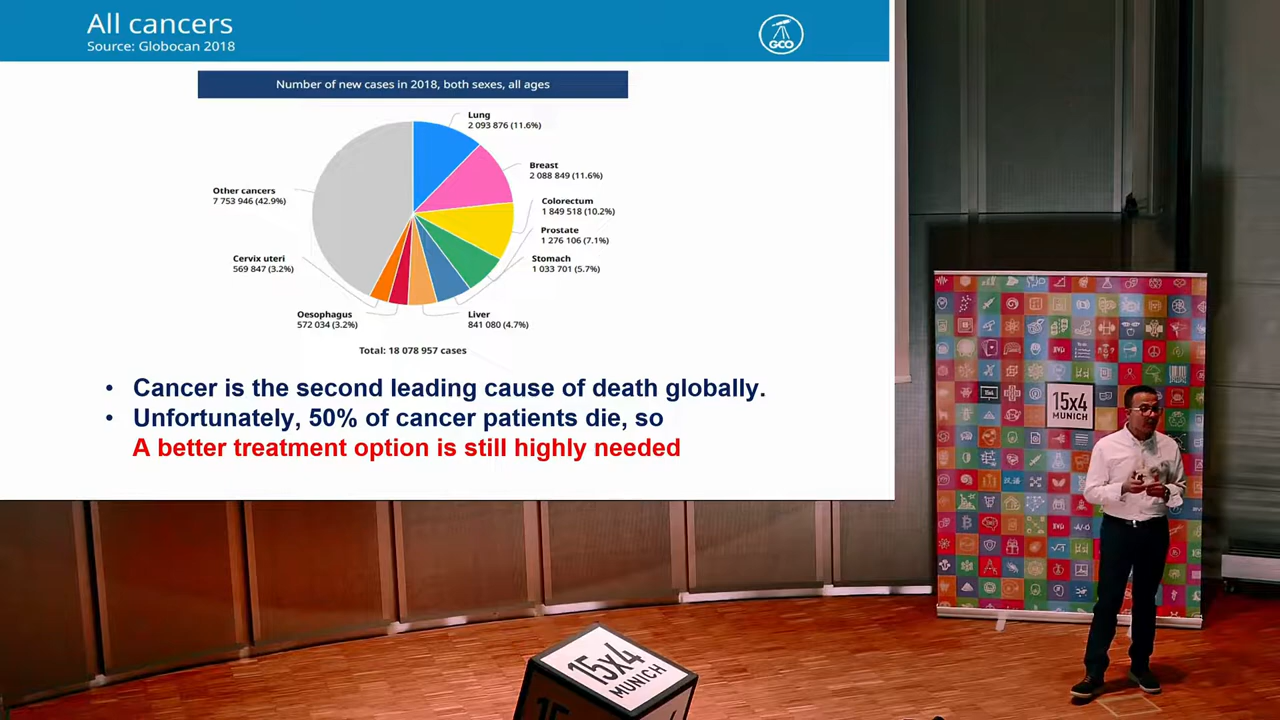 All cancers
Source: Globocan 2018
GCO
Number of new cases in 2018, both sexes, all ages
Lung
2 093 876 (11.6%)
Breast
2 088 849 (11.6%)
Colorectum
1 849 518 (10.2%)
Prostate
1 276 106 (7.1%)
Stomach
1 033 701 (5.7%)
Liver
841 080 (4.7%)
Oesophagus
572 034 (3.2%)
Cervix uteri
569 847 (3.2%)
Other cancers
7 753 946 (42.9%)
Total: 18 078 957 cases
• Cancer is the second leading cause of death globally.
• Unfortunately, 50% of cancer patients die, so
A better treatment option is still highly needed
15x4
MUNICH
15x4
MUNICH
15